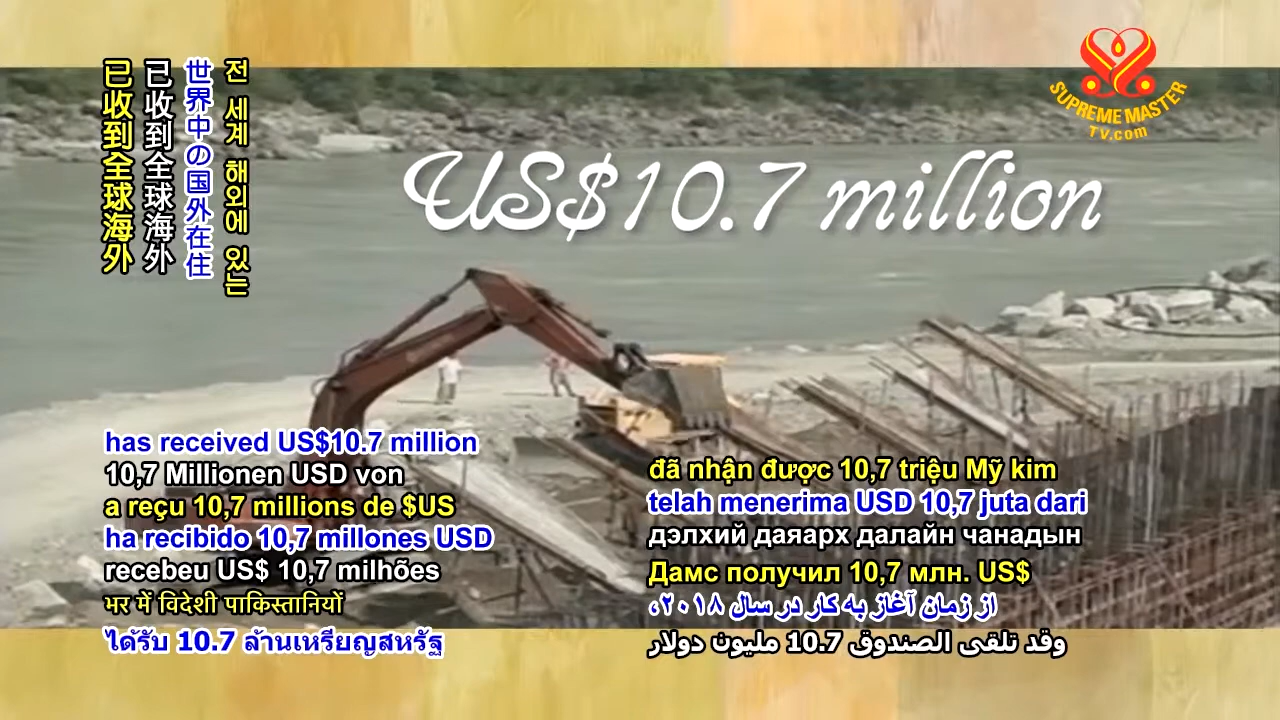 已收到全球海外
已收到全球海外
世界中の国外在住
전 세계 해외에 있는
SUPREME MASTER
TV.com
US$10.7 million
has received US$10.7 million
10,7 Millionen USD von
a reçu 10,7 millions de $US
ha recibido 10,7 millones USD
recebeu US$ 10,7 milhões
भर में विदेशी पाकिस्तानियों
ได้รับ 10.7 ล้านเหรียญสหรัฐ
đã nhận được 10,7 triệu Mỹ kim
telah menerima USD 10,7 juta dari
дэлхий даяарх далайн чанадын
Дамс получил 10,7 млн. US$
از زمان آغاز به کار در سال ۲۰۱۸،
وقد تلقى الصندوق 10.7 مليون دولار